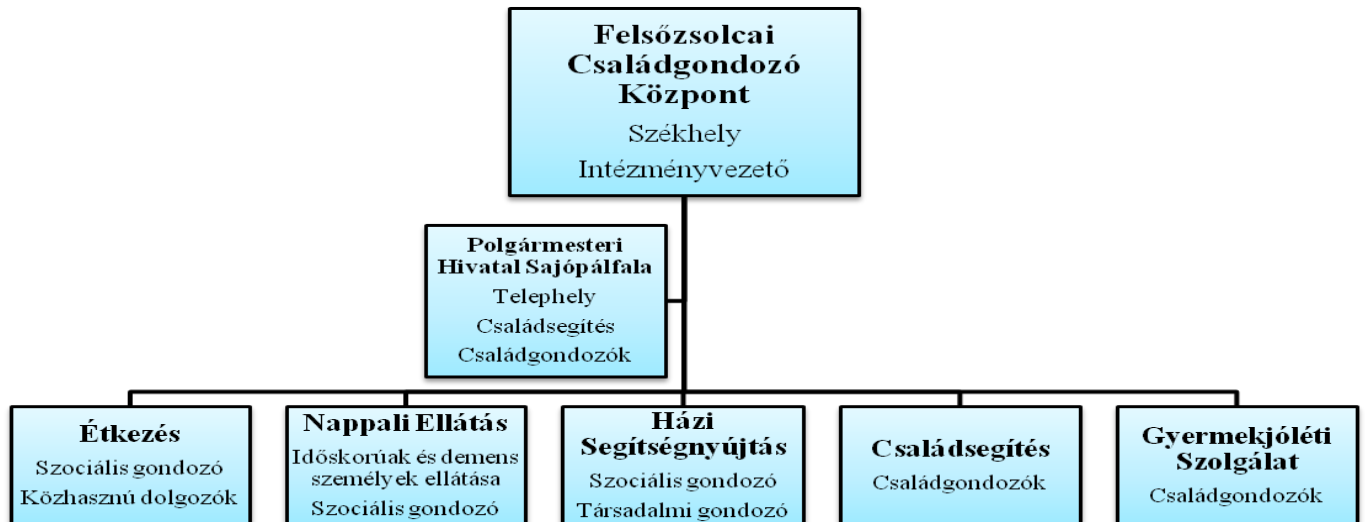 Felsőzsolcai
Családgondozó
Központ
Székhely
Intézményvezető
Polgármesteri
Hivatal Sajópálfala
Telephely
Családsegítés
Családgondozók
Étkezés
Szociális gondozó
Közhasznú dolgozók
Nappali Ellátás
Időskorúak és demens
személyek ellátása
Szociális gondozó
Házi
Segítségnyújtás
Szociális gondozó
Társadalmi gondozó
Családsegítés
Családgondozók
Gyermekjóléti
Szolgálat
Családgondozók